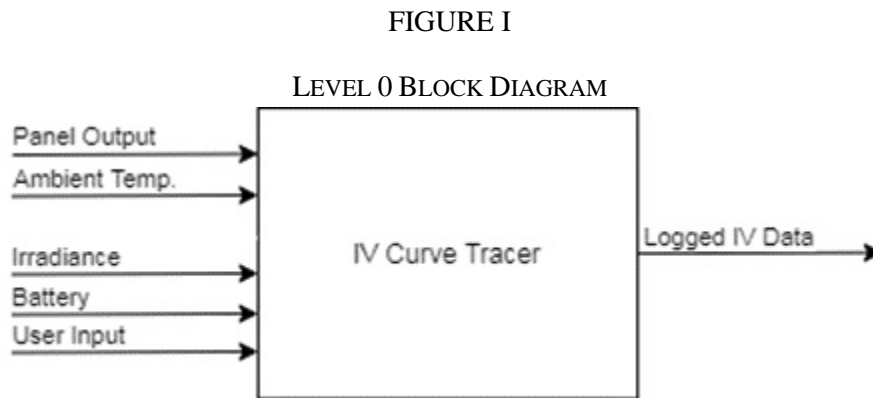 FIGURE I
LEVEL 0 BLOCK DIAGRAM
Panel Output
Ambient Temp.
Irradiance
Battery
User Input
IV Curve Tracer
Logged IV Data